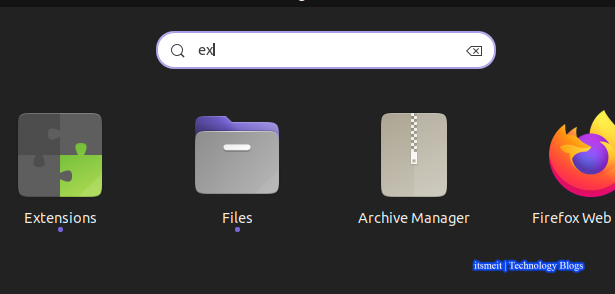 ex
Extensions
Files
Archive Manager
Firefox Web
itsmeit | Technology Blogs